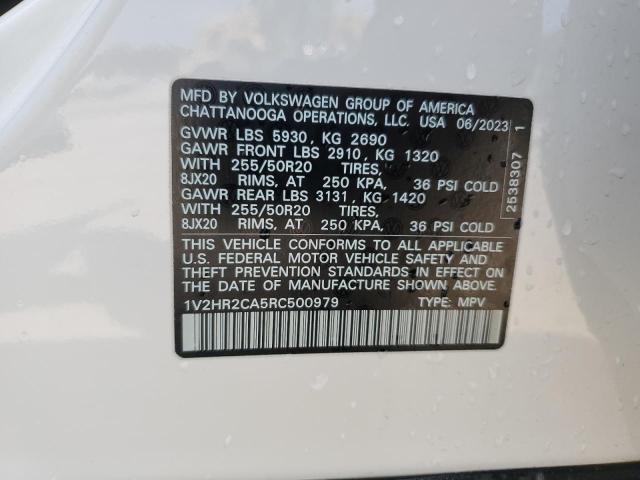 MFD BY VOLKSWAGEN GROUP OF AMERICA
CHATTANOOGA OPERATIONS, LLC. USA 06/2023
GVWR LBS 5930, KG 2690
GAWR FRONT LBS 2910, KG 1320
WITH 255/50R20 TIRES,
8JX20 RIMS, AT 250 KPA, 36 PSI COLD
GAWR REAR LBS 3131, KG 1420
WITH 255/50R20 TIRES,
8JX20 RIMS, AT 250 KPA, 36 PSI COLD
THIS VEHICLE CONFORMS TO ALL APPLICABLE
U.S. FEDERAL MOTOR VEHICLE SAFETY AND
THEFT PREVENTION STANDARDS IN EFFECT ON
THE DATE OF MANUFACTURE SHOWN ABOVE.
1V2HR2CA5RC500979 TYPE: MPV
2538307 1